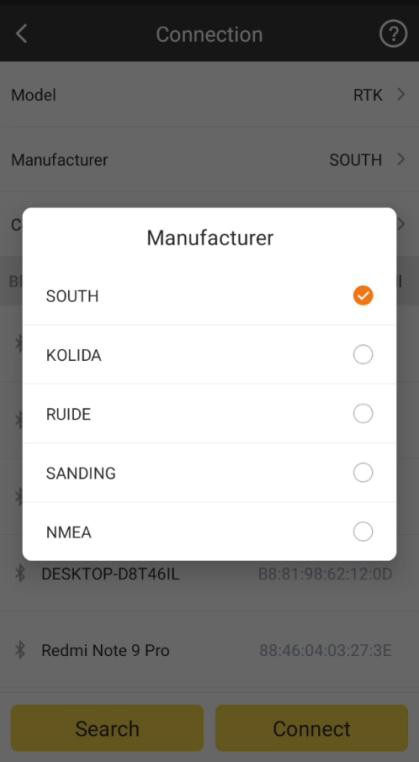 Connection
?
Model RTK
Manufacturer SOUTH
C
Manufacturer
Bl
SOUTH
KOLIDA
RUIDE
SANDING
NMEA
DESKTOP-D8T46IL B8:81:98:62:12:0D
Redmi Note 9 Pro 88:46:04:03:27:3E
Search Connect